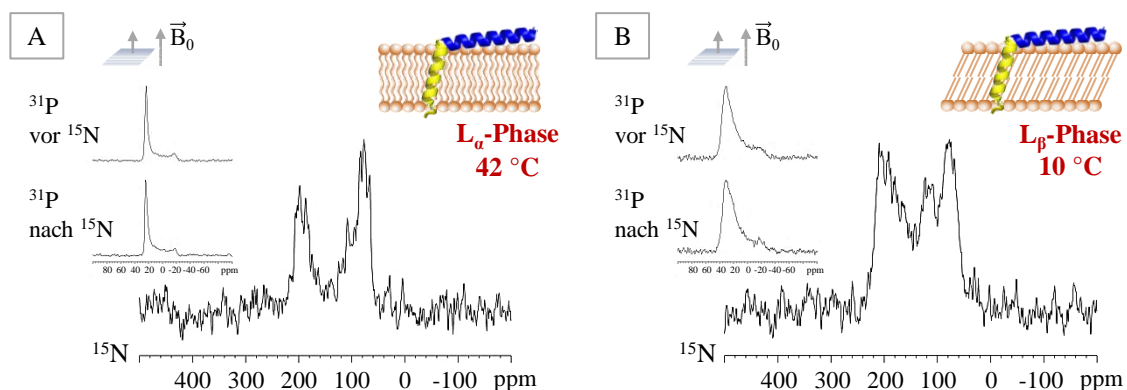 A
B⃗₀
³¹P
vor ¹⁵N
Lα-Phase
42 °C
³¹P
nach ¹⁵N
80 60 40 20 0 -20 -40 -60 ppm
¹⁵N
400 300 200 100 0 -100 ppm
B
B⃗₀
³¹P
vor ¹⁵N
Lβ-Phase
10 °C
³¹P
nach ¹⁵N
80 60 40 20 0 -20 -40 -60 ppm
¹⁵N
400 300 200 100 0 -100 ppm